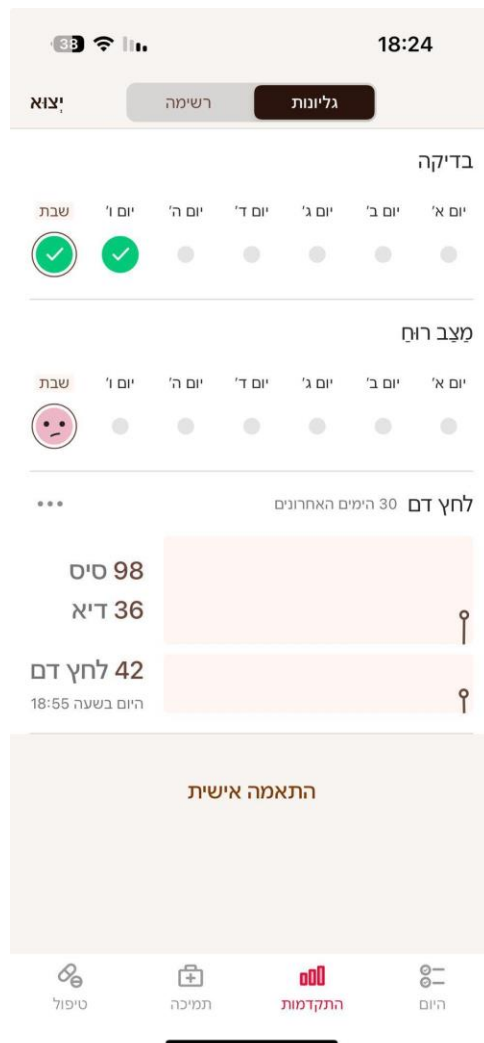 18:24
38
גליונות
רשימה
יְצוּא
בדיקה
יום א׳ יום ב׳ יום ג׳ יום ד׳ יום ה׳ יום ו׳ שבת
מַצַב רוּחַ
יום א׳ יום ב׳ יום ג׳ יום ד׳ יום ה׳ יום ו׳ שבת
לחץ דם 30 הימים האחרונים
98 סיס
36 דיא
42 לחץ דם
היום בשעה 18:55
התאמה אישית
היום
התקדמות
תמיכה
טיפול